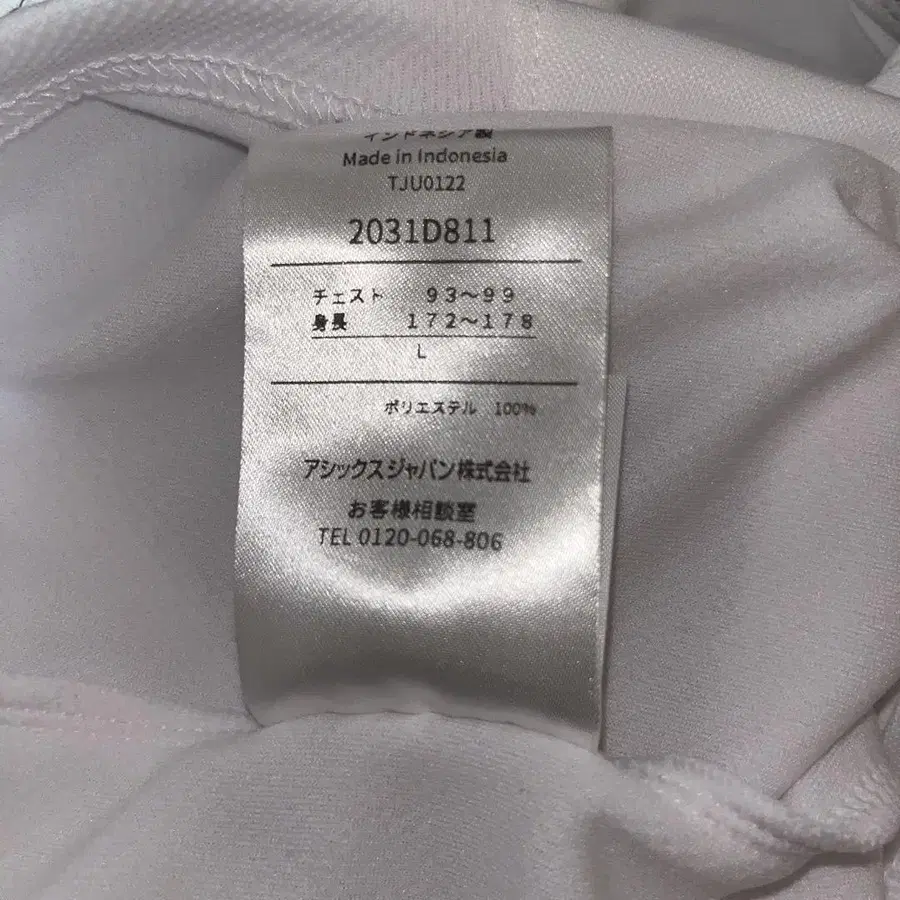 インドネシア製
Made in Indonesia
TJU0122
2031D811
チェスト 93～99
身長 172～178
L
ポリエステル 100%
アシックスジャパン株式会社
お客様相談室
TEL 0120-068-806